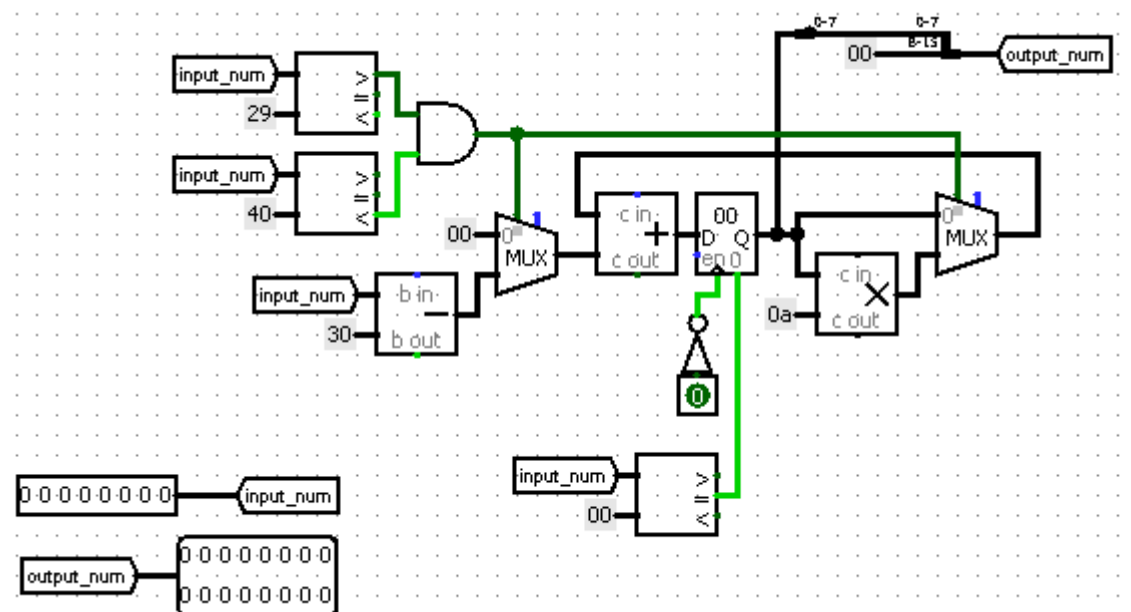 0-7 0-7
8-15
00 output_num
input_num > = <
29
input_num > = <
40
00 0 1 MUX
c in + c out
00 D Q en 0
0 1 MUX
input_num b in − c in ×
30 b out 0a c out
0
input_num > = <
00
0 0 0 0 0 0 0 0 input_num
output_num 0 0 0 0 0 0 0 0
0 0 0 0 0 0 0 0